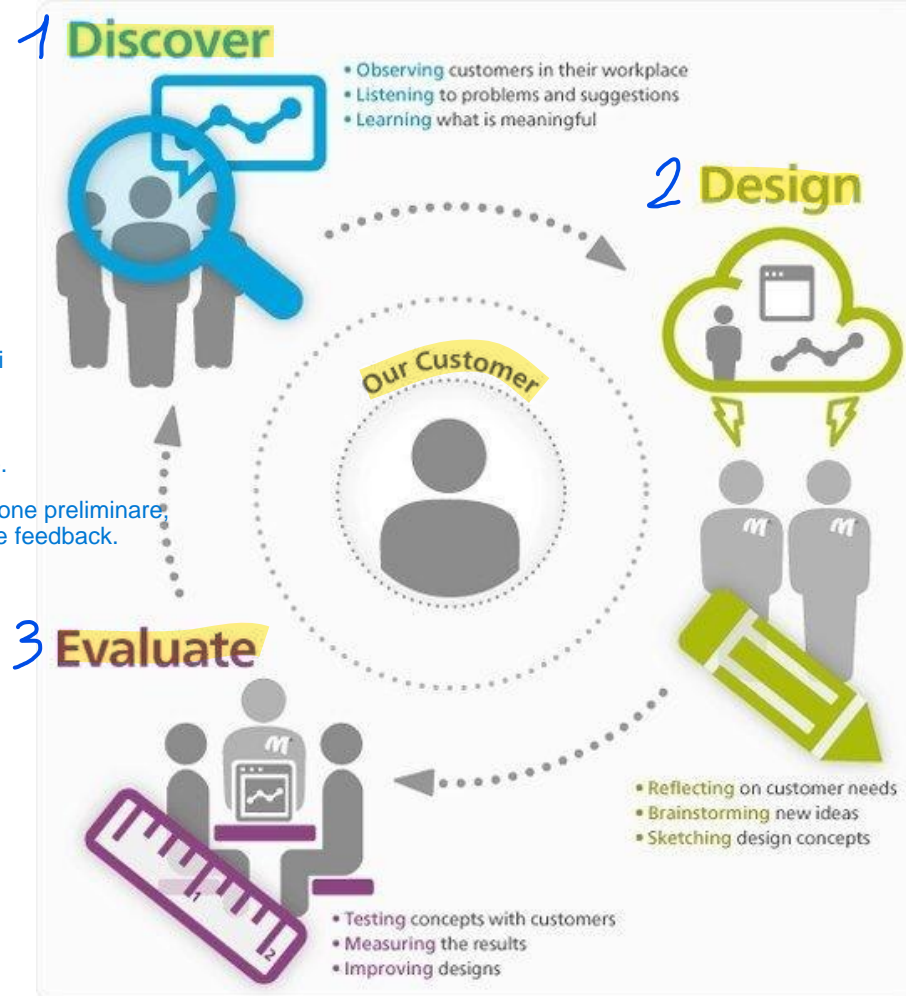 1 Discover
• Observing customers in their workplace
• Listening to problems and suggestions
• Learning what is meaningful
2 Design
Our Customer
i
.
one preliminare,
e feedback.
3 Evaluate
• Reflecting on customer needs
• Brainstorming new ideas
• Sketching design concepts
M
M
M
1
2
• Testing concepts with customers
• Measuring the results
• Improving designs